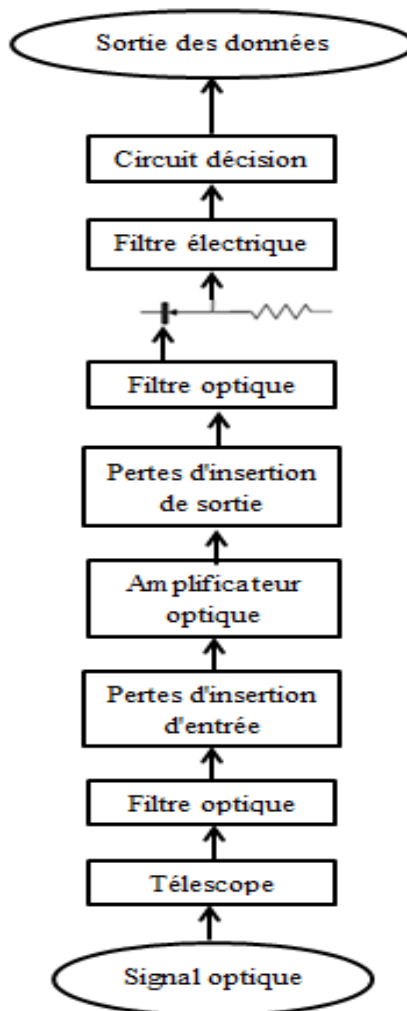 Sortie des données
Circuit décision
Filtre électrique
Filtre optique
Pertes d'insertion
de sortie
Amplificateur
optique
Pertes d'insertion
d'entrée
Filtre optique
Télescope
Signal optique